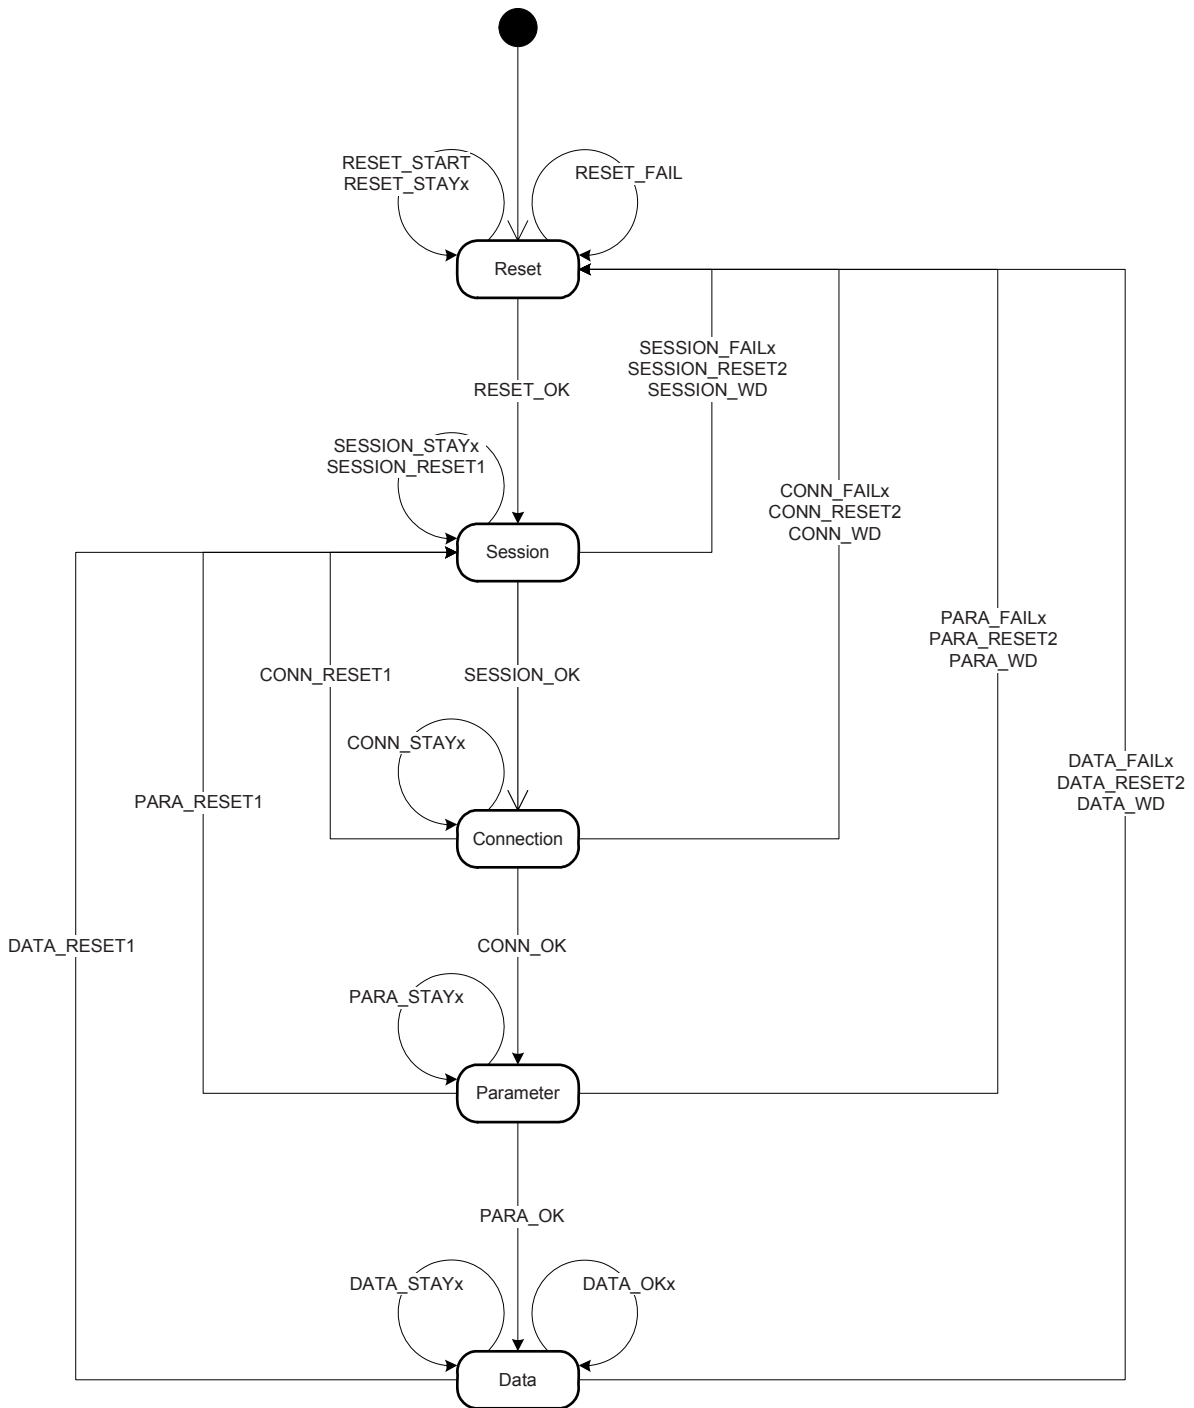 RESET_START
RESET_STAYx
RESET_FAIL
Reset
SESSION_FAILx
SESSION_RESET2
SESSION_WD
RESET_OK
SESSION_STAYx
SESSION_RESET1
CONN_FAILx
CONN_RESET2
CONN_WD
Session
PARA_FAILx
PARA_RESET2
PARA_WD
CONN_RESET1
SESSION_OK
CONN_STAYx
DATA_FAILx
DATA_RESET2
DATA_WD
PARA_RESET1
Connection
DATA_RESET1
CONN_OK
PARA_STAYx
Parameter
PARA_OK
DATA_STAYx
DATA_OKx
Data